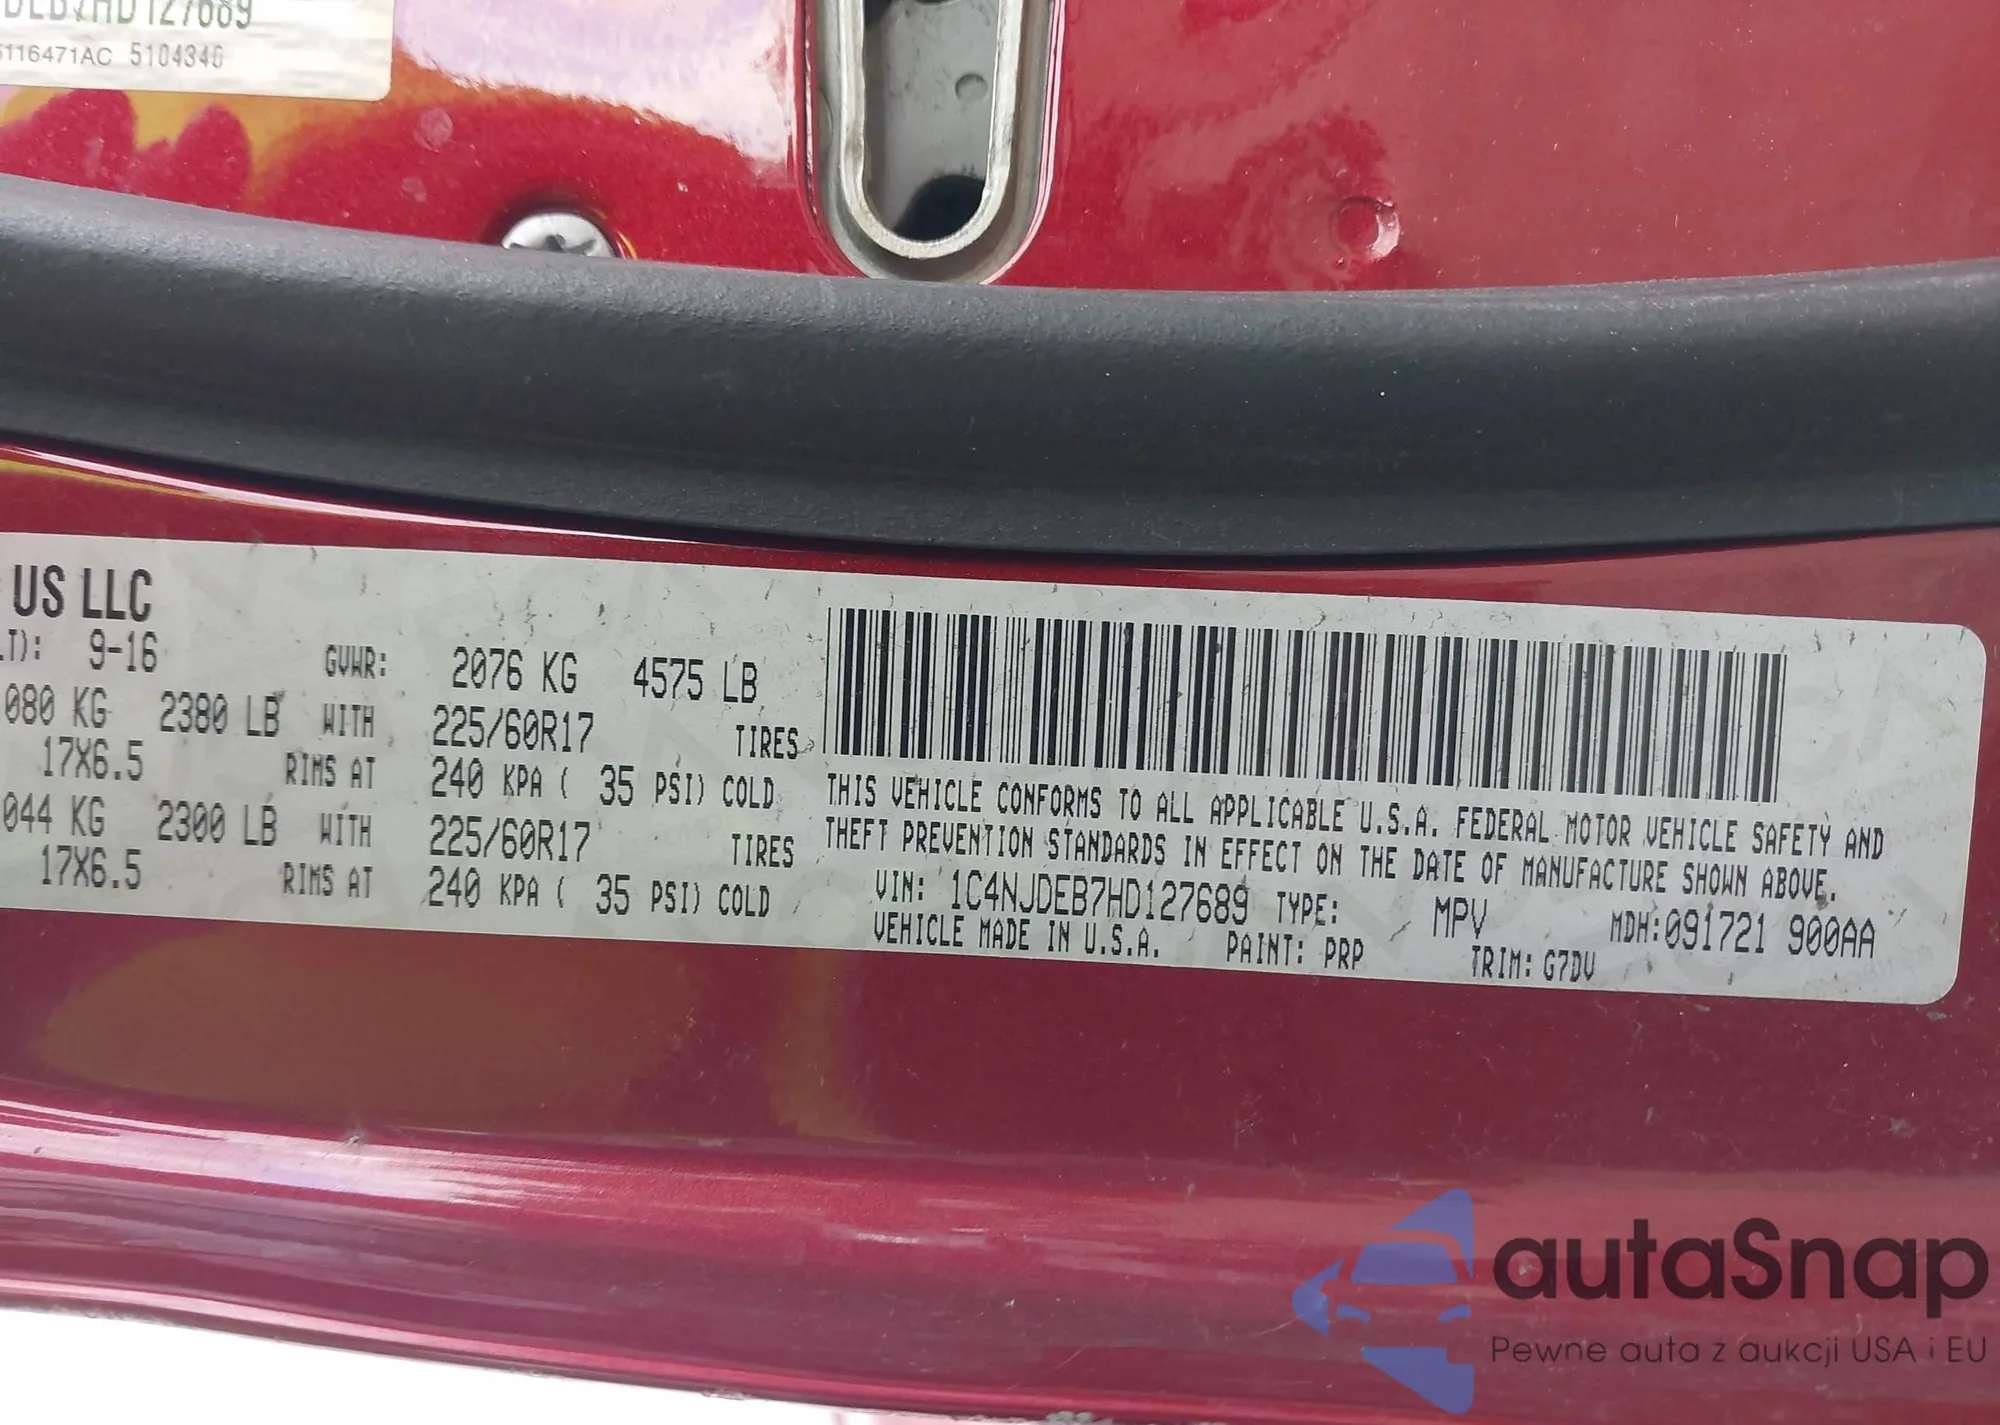 DEB7HD127689
5116471AC 5104340
US LLC
LT): 9-16 GVWR: 2076 KG 4575 LB
080 KG 2380 LB WITH 225/60R17 TIRES
17X6.5 RIMS AT 240 KPA ( 35 PSI) COLD
044 KG 2300 LB WITH 225/60R17 TIRES
17X6.5 RIMS AT 240 KPA ( 35 PSI) COLD
THIS VEHICLE CONFORMS TO ALL APPLICABLE U.S.A. FEDERAL MOTOR VEHICLE SAFETY AND
THEFT PREVENTION STANDARDS IN EFFECT ON THE DATE OF MANUFACTURE SHOWN ABOVE.
VIN: 1C4NJDEB7HD127689 TYPE: MPV MDH:091721 900AA
VEHICLE MADE IN U.S.A. PAINT: PRP TRIM: G7DV
autaSnap
Pewne auta z aukcji USA i EU